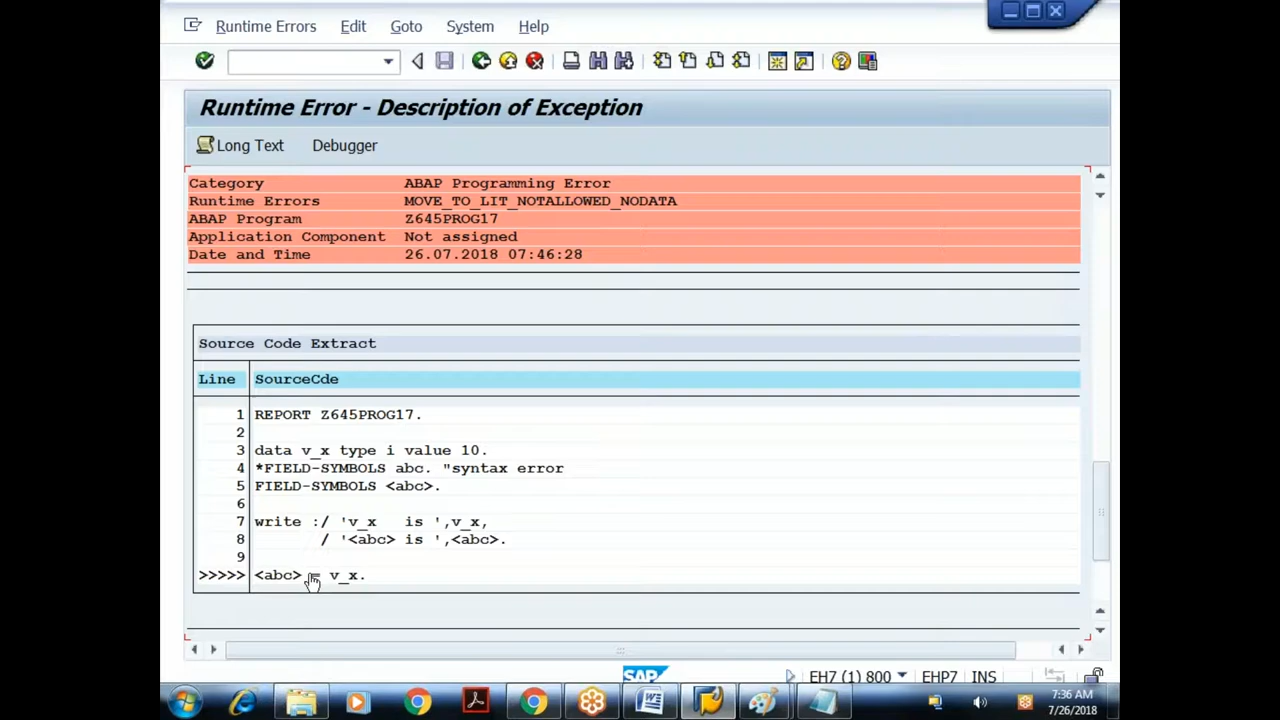 Runtime Errors Edit Goto System Help
Runtime Error - Description of Exception
Long Text Debugger
Category ABAP Programming Error
Runtime Errors MOVE_TO_LIT_NOTALLOWED_NODATA
ABAP Program Z645PROG17
Application Component Not assigned
Date and Time 26.07.2018 07:46:28
Source Code Extract
Line SourceCde
1 REPORT Z645PROG17.
2
3 data v_x type i value 10.
4 *FIELD-SYMBOLS abc. "syntax error
5 FIELD-SYMBOLS <abc>.
6
7 write :/ 'v_x is ',v_x,
8 / '<abc> is ',<abc>.
9
>>>>> <abc> = v_x.
SAP EH7 (1) 800 EHP7 INS
7:36 AM
7/26/2018